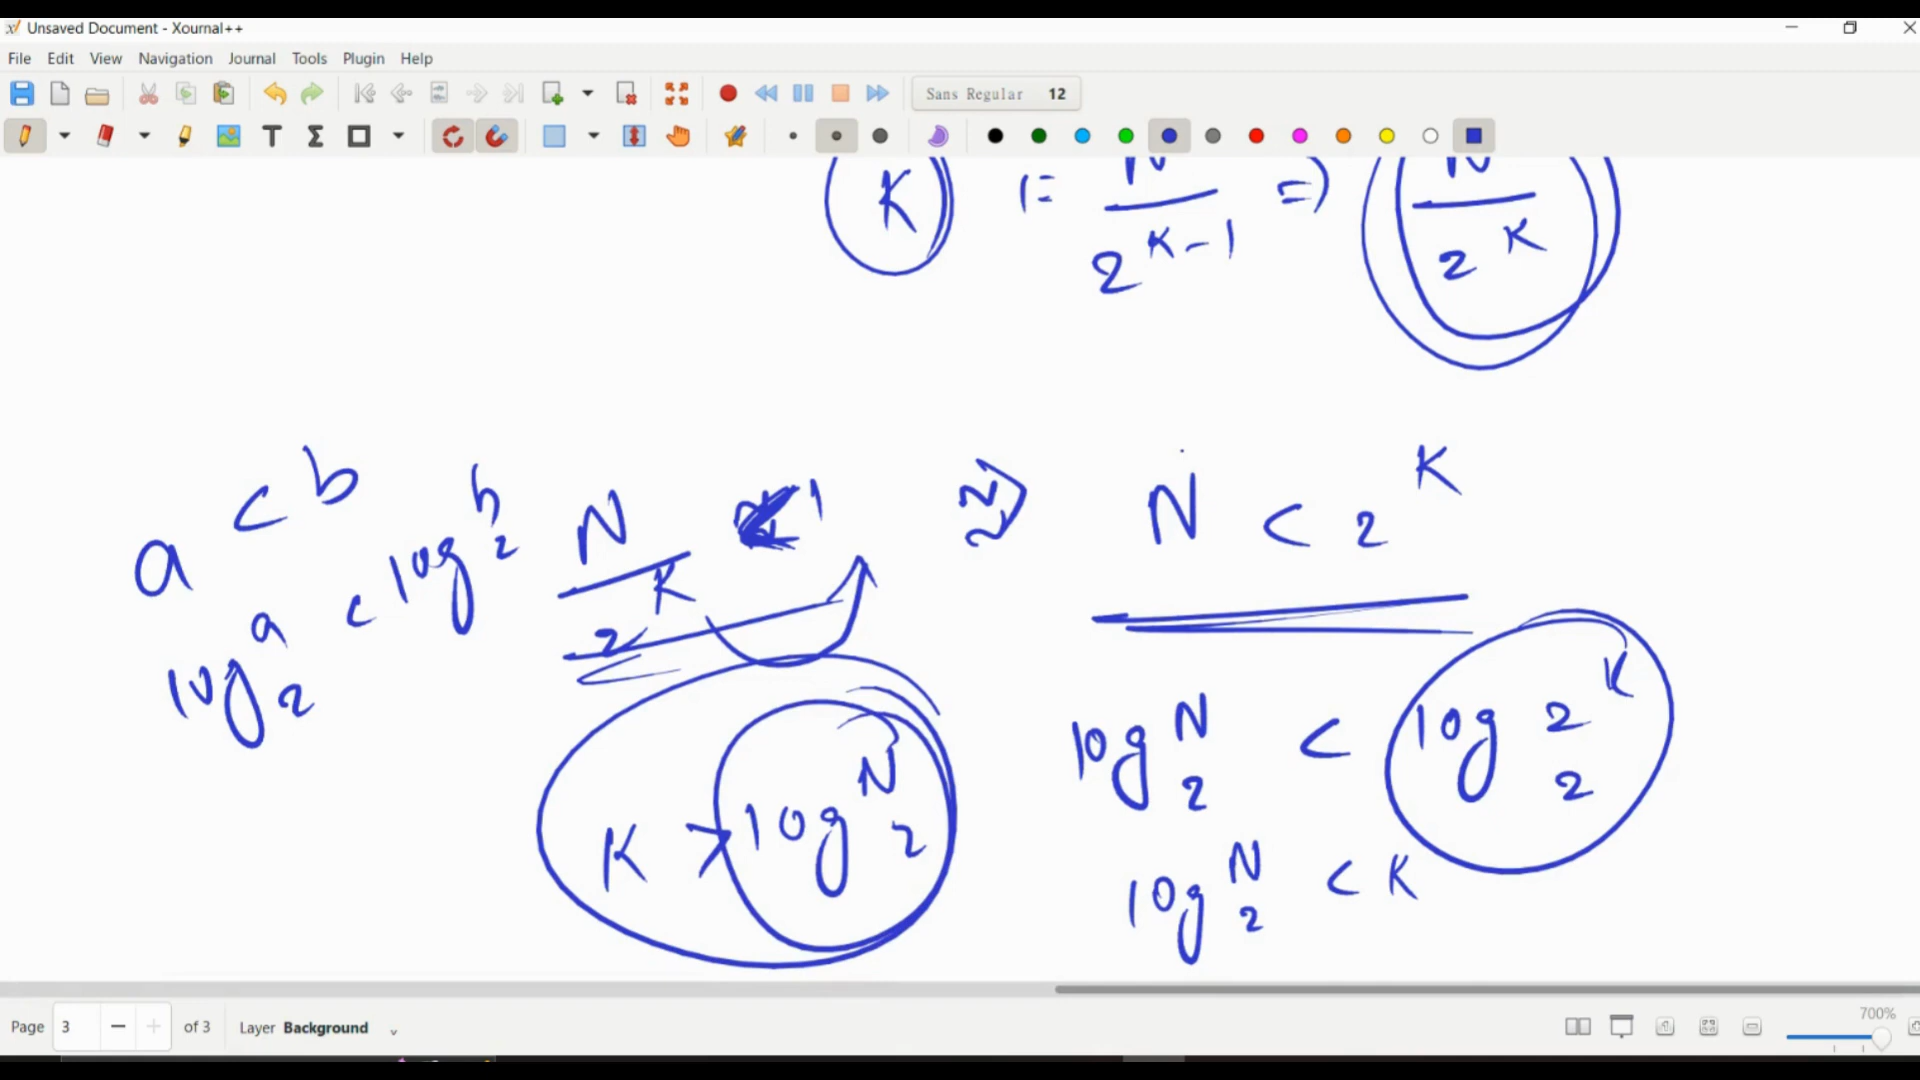 Unsaved Document - Xournal++
File Edit View Navigation Journal Tools Plugin Help
Sans Regular 12
K 1= N / 2^(K-1) =) N / 2^K
a < b
log_2 a < log_2 b
N / 2^K < 1
N < 2^K
log_2 N < log_2 2^K
K > log_2 N
log_2 N < K
Page 3 of 3 Layer Background
700%